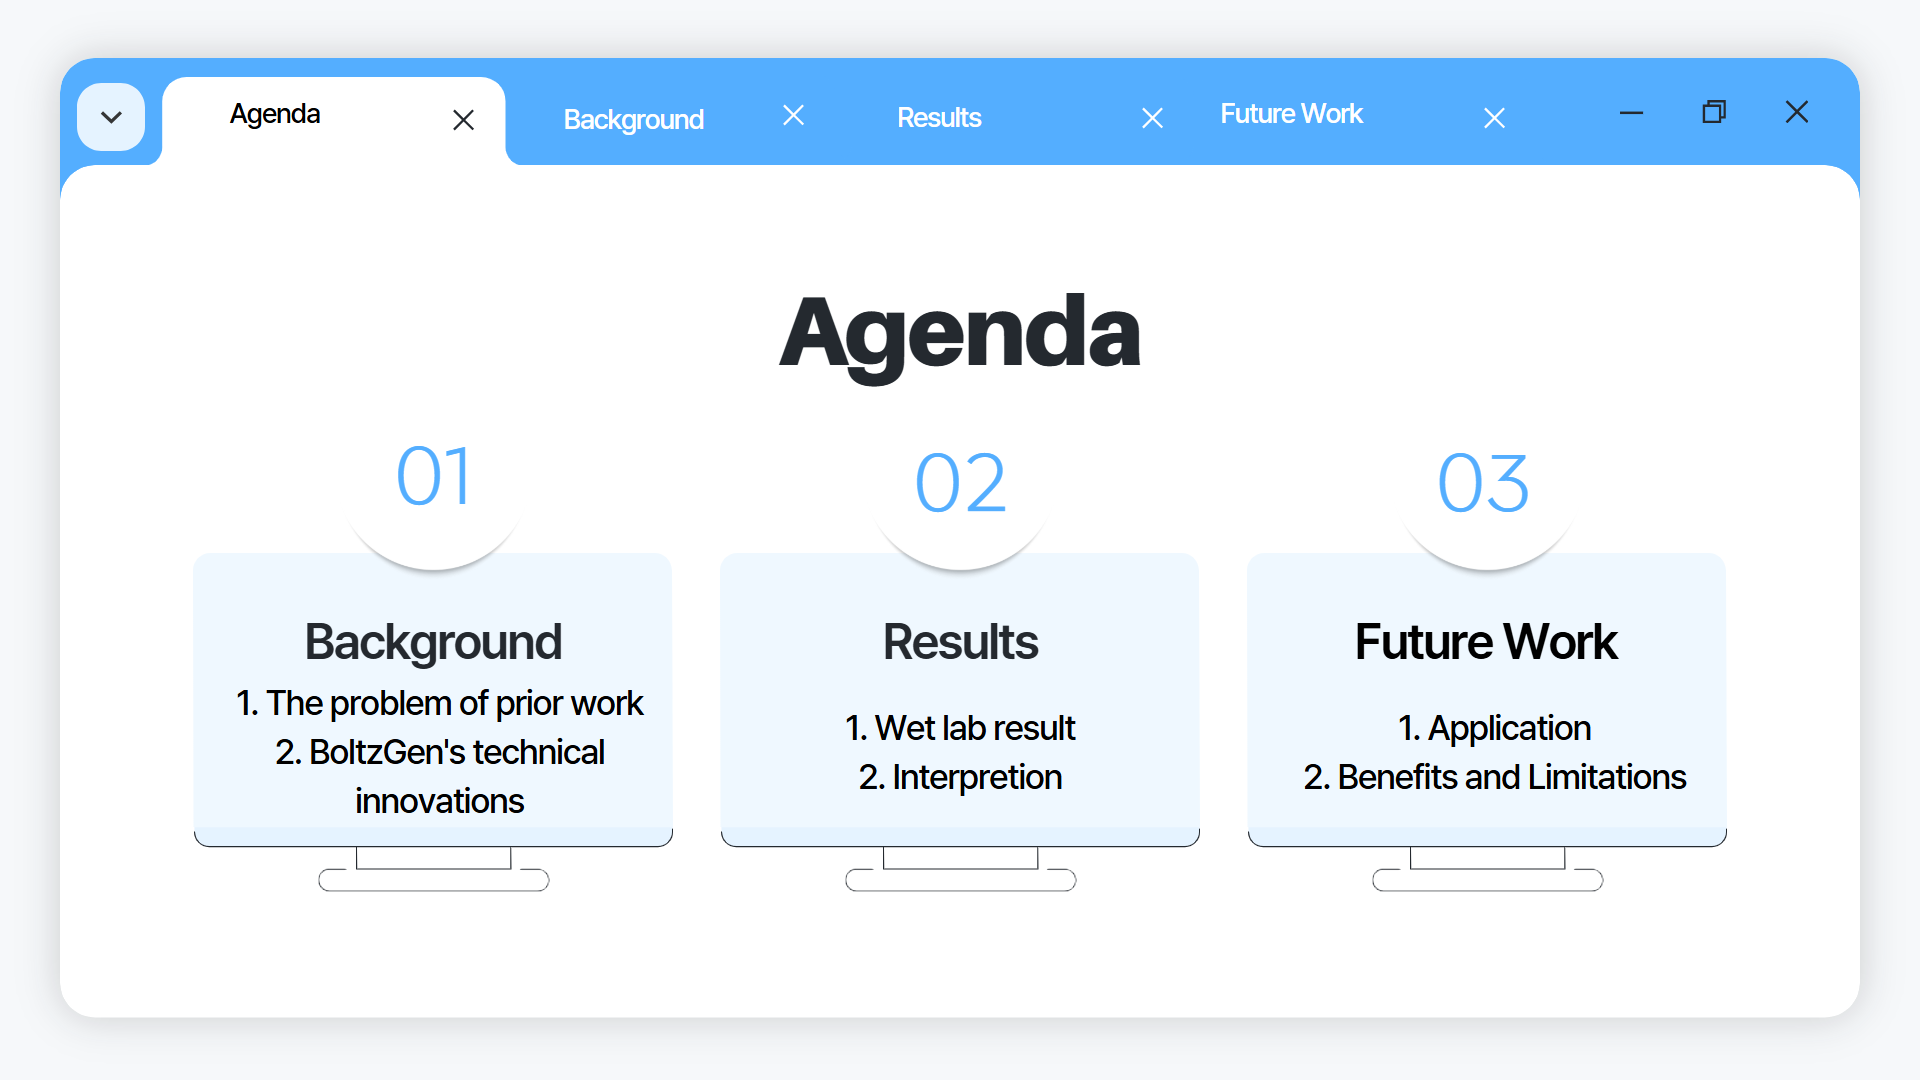 Agenda
Background
Results
Future Work
Agenda
01
02
03
Background
1. The problem of prior work
2. BoltzGen's technical
innovations
Results
1. Wet lab result
2. Interpretion
Future Work
1. Application
2. Benefits and Limitations